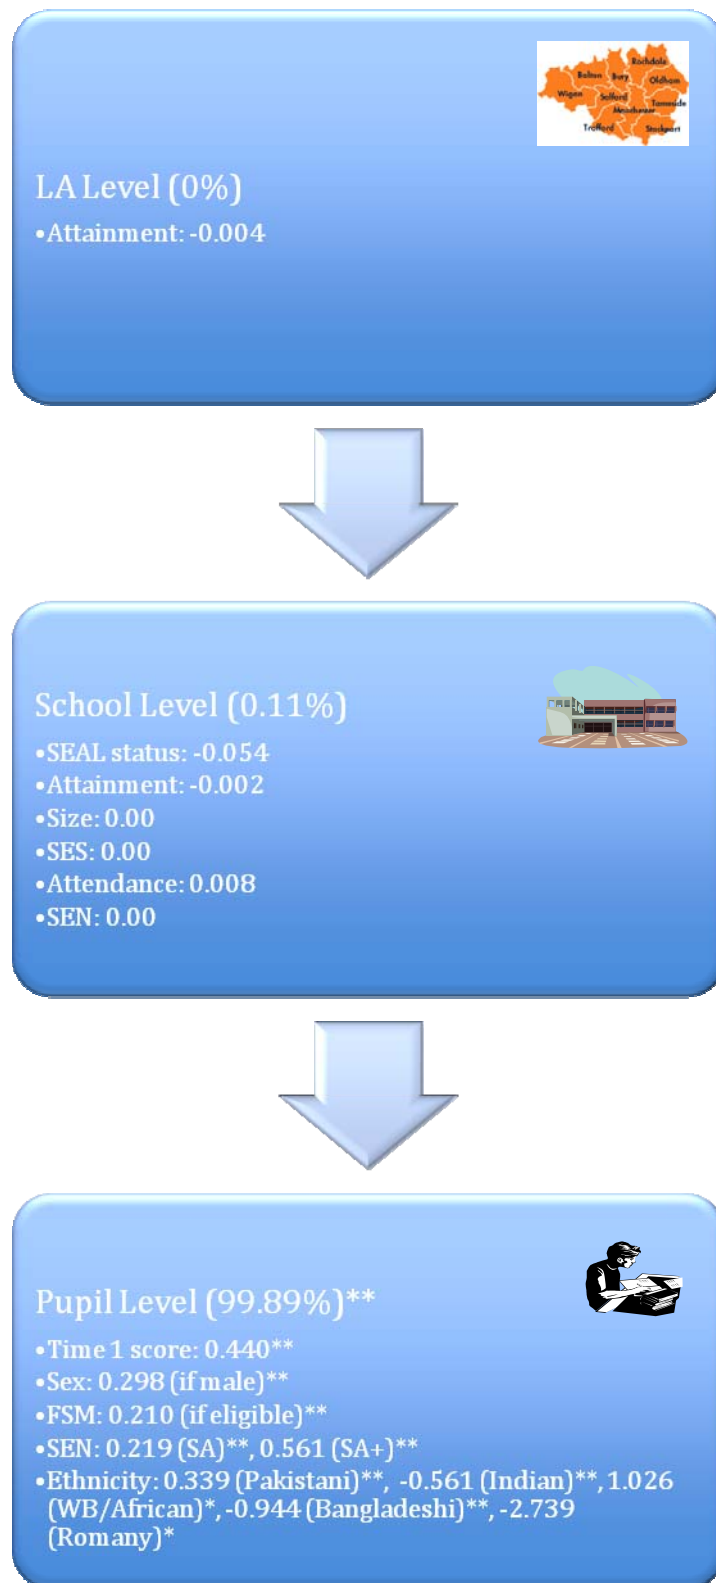 Rochdale
Bolton Bury
Oldham
Wigan
Salford
Tameside
Manchester
Trafford
Stockport
LA Level (0%)
•Attainment: -0.004
School Level (0.11%)
•SEAL status: -0.054
•Attainment: -0.002
•Size: 0.00
•SES: 0.00
•Attendance: 0.008
•SEN: 0.00
Pupil Level (99.89%)**
•Time 1 score: 0.440**
•Sex: 0.298 (if male)**
•FSM: 0.210 (if eligible)**
•SEN: 0.219 (SA)**, 0.561 (SA+)**
•Ethnicity: 0.339 (Pakistani)**, -0.561 (Indian)**, 1.026
(WB/African)*, -0.944 (Bangladeshi)**, -2.739
(Romany)*